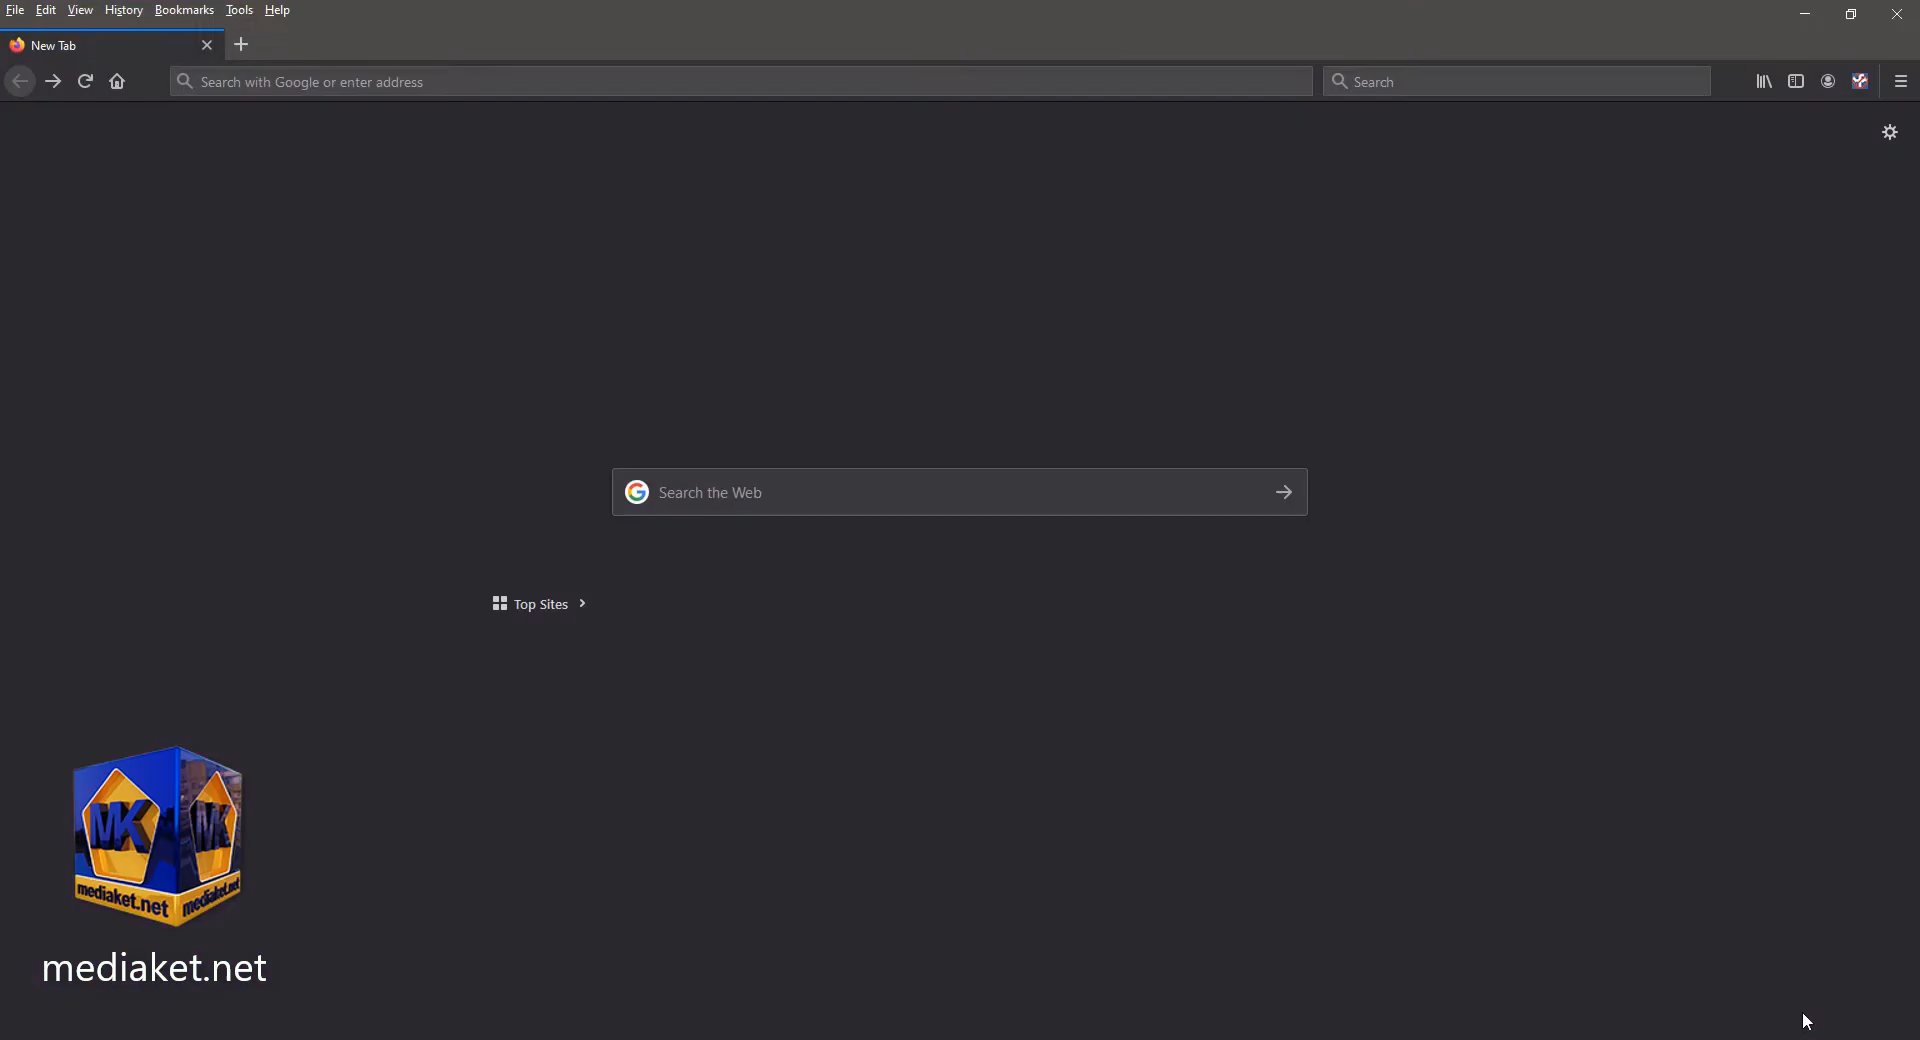 File Edit View History Bookmarks Tools Help
New Tab
Search with Google or enter address
Search
Search the Web
Top Sites
MK MK
mediaket.net mediaket.net
mediaket.net